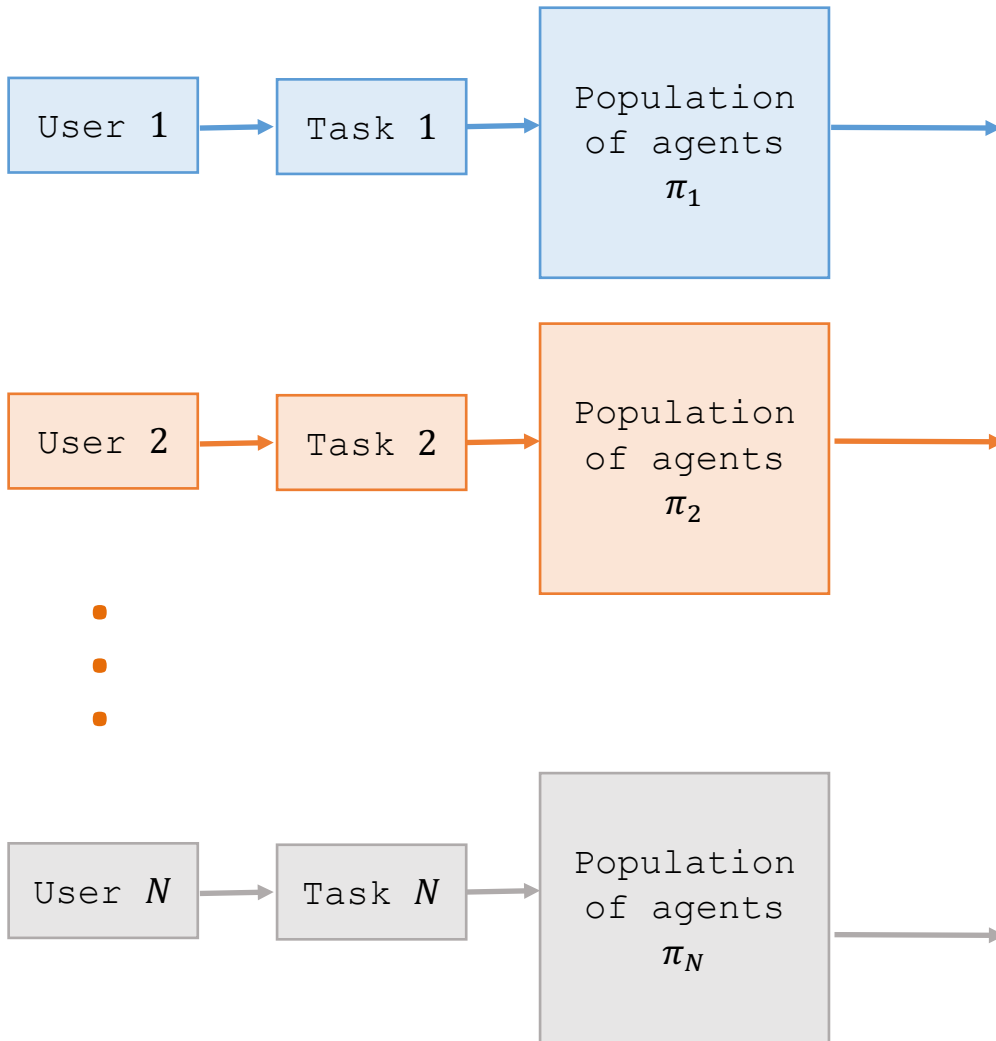 User 1
Task 1
Population
of agents
π₁
User 2
Task 2
Population
of agents
π₂
User N
Task N
Population
of agents
π_N